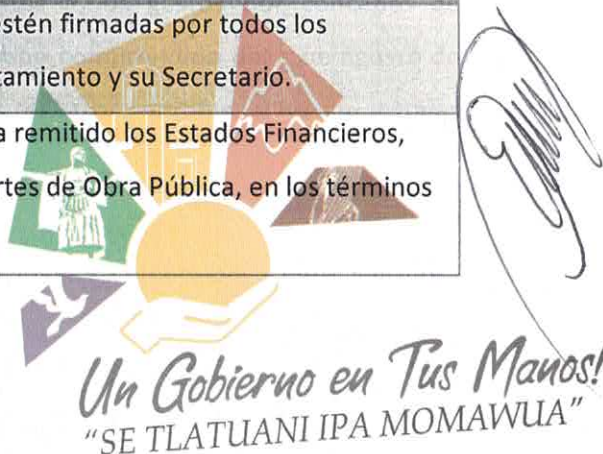 estén firmadas por todos los
tamiento y su Secretario.
a remitido los Estados Financieros,
rtes de Obra Pública, en los términos
Un Gobierno en Tus Manos!
"SE TLATUANI IPA MOMAWUA"